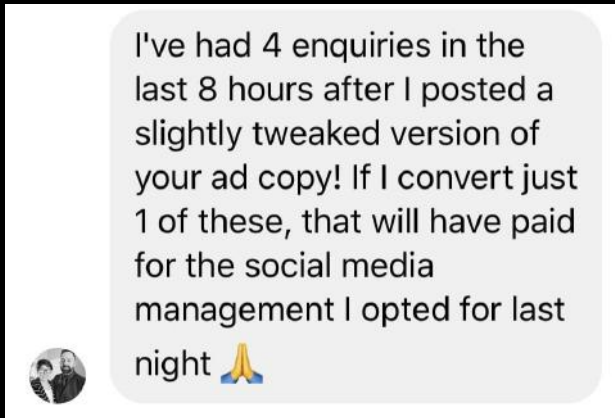 I've had 4 enquiries in the
last 8 hours after I posted a
slightly tweaked version of
your ad copy! If I convert just
1 of these, that will have paid
for the social media
management I opted for last
night 🙏